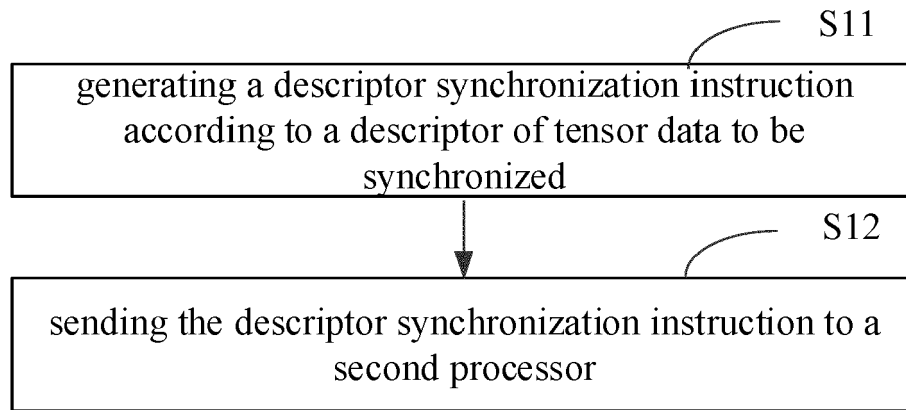 S11
generating a descriptor synchronization instruction
according to a descriptor of tensor data to be
synchronized
S12
sending the descriptor synchronization instruction to a
second processor